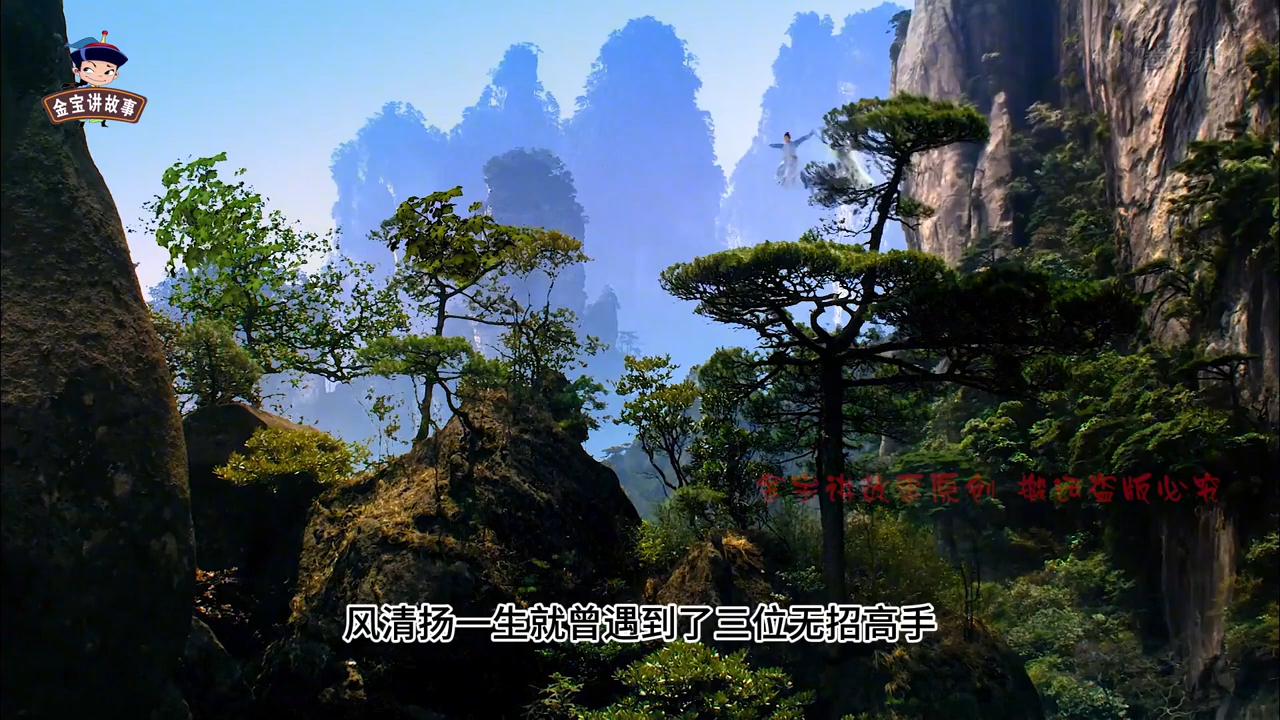 金宝讲故事
金宝讲故事原创 搬运盗版必究
风清扬一生就曾遇到了三位无招高手